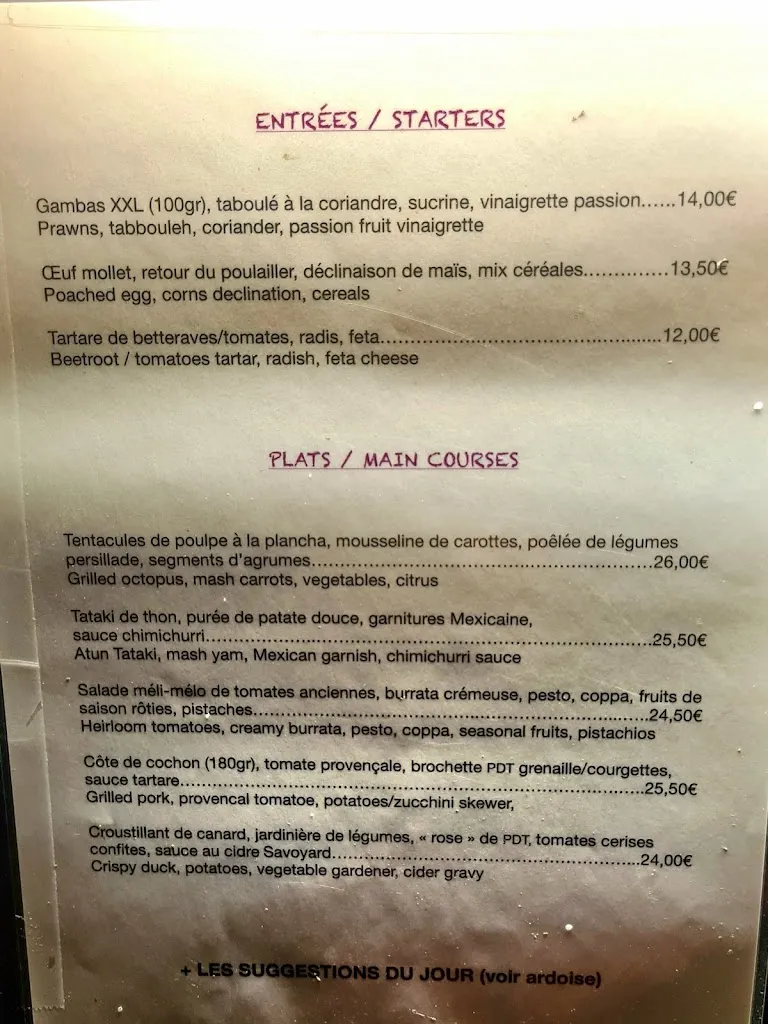 ENTRÉES / STARTERS
Gambas XXL (100gr), taboulé à la coriandre, sucrine, vinaigrette passion......14,00€
Prawns, tabbouleh, coriander, passion fruit vinaigrette
Œuf mollet, retour du poulailler, déclinaison de maïs, mix céréales..............13,50€
Poached egg, corns declination, cereals
Tartare de betteraves/tomates, radis, feta..............................................12,00€
Beetroot / tomatoes tartar, radish, feta cheese
PLATS / MAIN COURSES
Tentacules de poulpe à la plancha, mousseline de carottes, poêlée de légumes
persillade, segments d'agrumes.........................................................26,00€
Grilled octopus, mash carrots, vegetables, citrus
Tataki de thon, purée de patate douce, garnitures Mexicaine,
sauce chimichurri...........................................................................25,50€
Atun Tataki, mash yam, Mexican garnish, chimichurri sauce
Salade méli-mélo de tomates anciennes, burrata crémeuse, pesto, coppa, fruits de
saison rôties, pistaches...................................................................24,50€
Heirloom tomatoes, creamy burrata, pesto, coppa, seasonal fruits, pistachios
Côte de cochon (180gr), tomate provençale, brochette PDT grenaille/courgettes,
sauce tartare................................................................................25,50€
Grilled pork, provencal tomatoe, potatoes/zucchini skewer,
Croustillant de canard, jardinière de légumes, « rose » de PDT, tomates cerises
confites, sauce au cidre Savoyard.....................................................24,00€
Crispy duck, potatoes, vegetable gardener, cider gravy
+ LES SUGGESTIONS DU JOUR (voir ardoise)